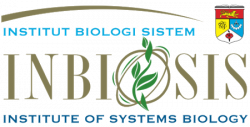 INSTITUT BIOLOGI SISTEM
INBIOSIS
INSTITUTE OF SYSTEMS BIOLOGY